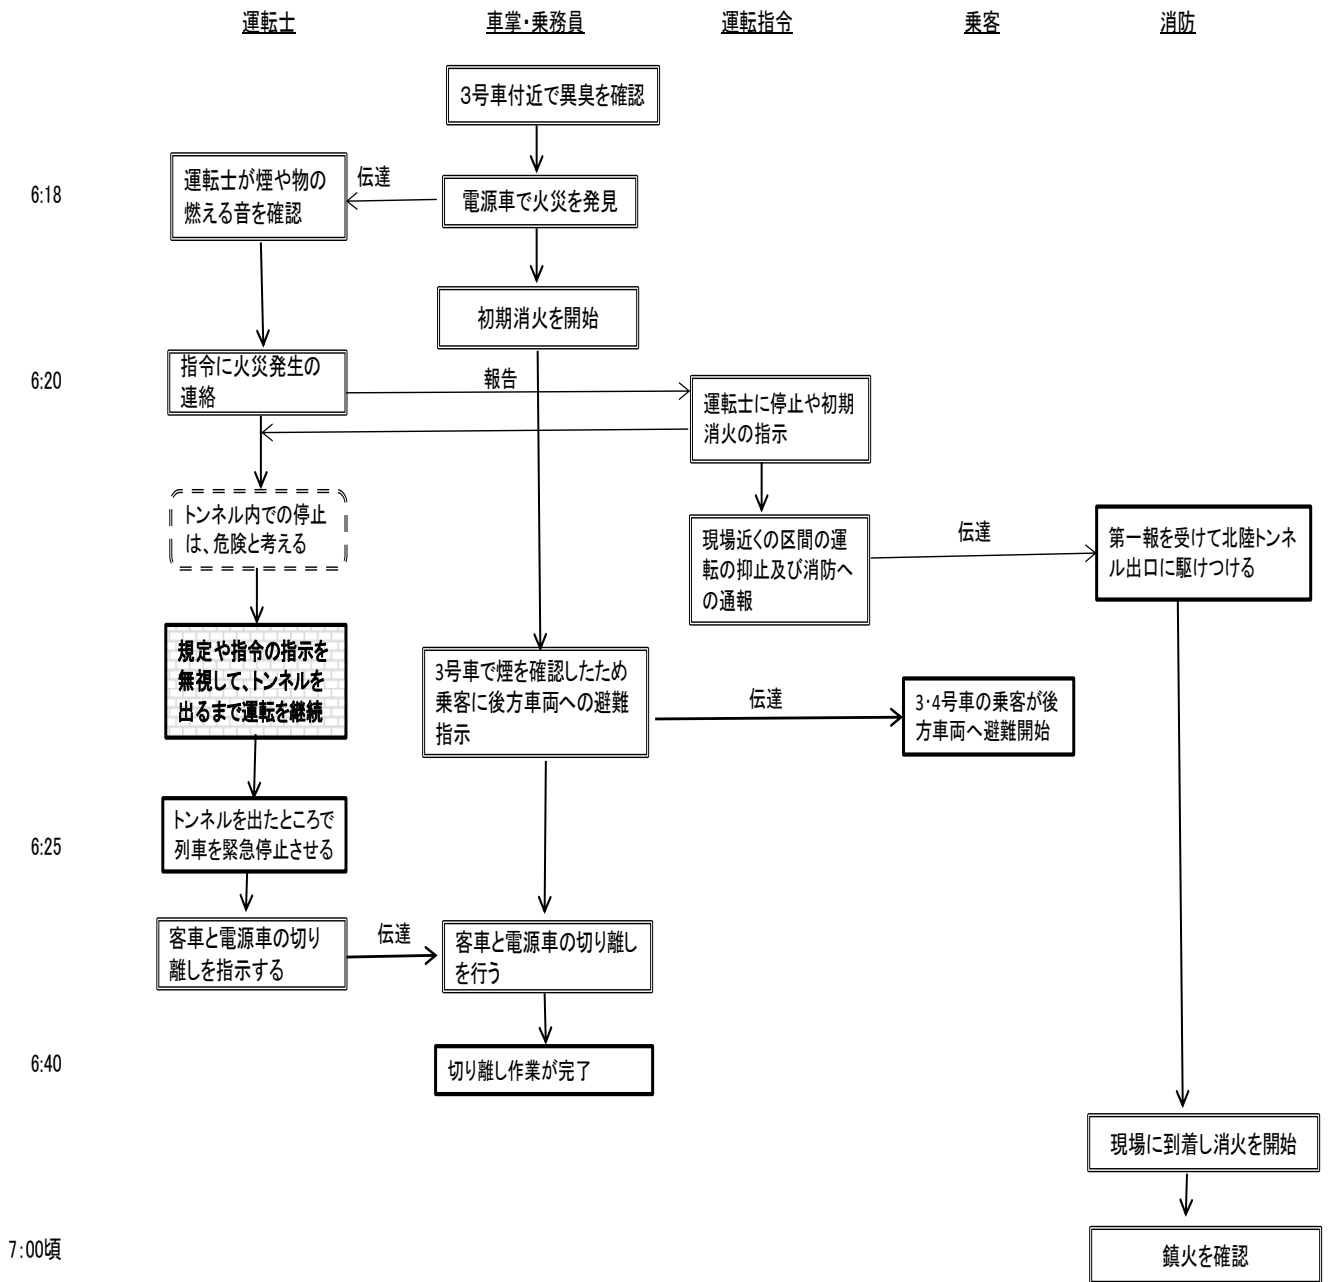 運転士
車掌・乗務員
運転指令
乗客
消防
3号車付近で異臭を確認
6:18
運転士が煙や物の
燃える音を確認
伝達
電源車で火災を発見
初期消火を開始
6:20
指令に火災発生の
連絡
報告
運転士に停止や初期
消火の指示
トンネル内での停止
は、危険と考える
現場近くの区間の運
転の抑止及び消防へ
の通報
伝達
第一報を受けて北陸トンネ
ル出口に駆けつける
規定や指令の指示を
無視して、トンネルを
出るまで運転を継続
3号車で煙を確認したため
乗客に後方車両への避難
指示
伝達
3・4号車の乗客が後
方車両へ避難開始
6:25
トンネルを出たところで
列車を緊急停止させる
客車と電源車の切り
離しを指示する
伝達
客車と電源車の切り離し
を行う
6:40
切り離し作業が完了
現場に到着し消火を開始
7:00頃
鎮火を確認